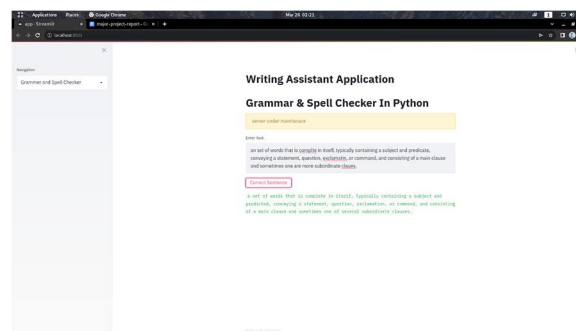 Applications Places Google Chrome Mar 26 02:21
app · Streamlit major-project-report - G
localhost:8501
Navigation
Grammer and Spell Checker
Writing Assistant Application
Grammar & Spell Checker In Python
server under maintenance
Enter Text
an set of words that is complte in itself, typically containing a subject and predicate,
conveying a statement, question, exclamatin, or command, and consisting of a main clause
and sometimes one are more subordinate clauses.
Correct Sentence
a set of words that is complete in itself, typically containing a subject and
predicted, conveying a statement, question, exclamation, or command, and consisting
of a main clause and sometimes one of several subordinate clauses.